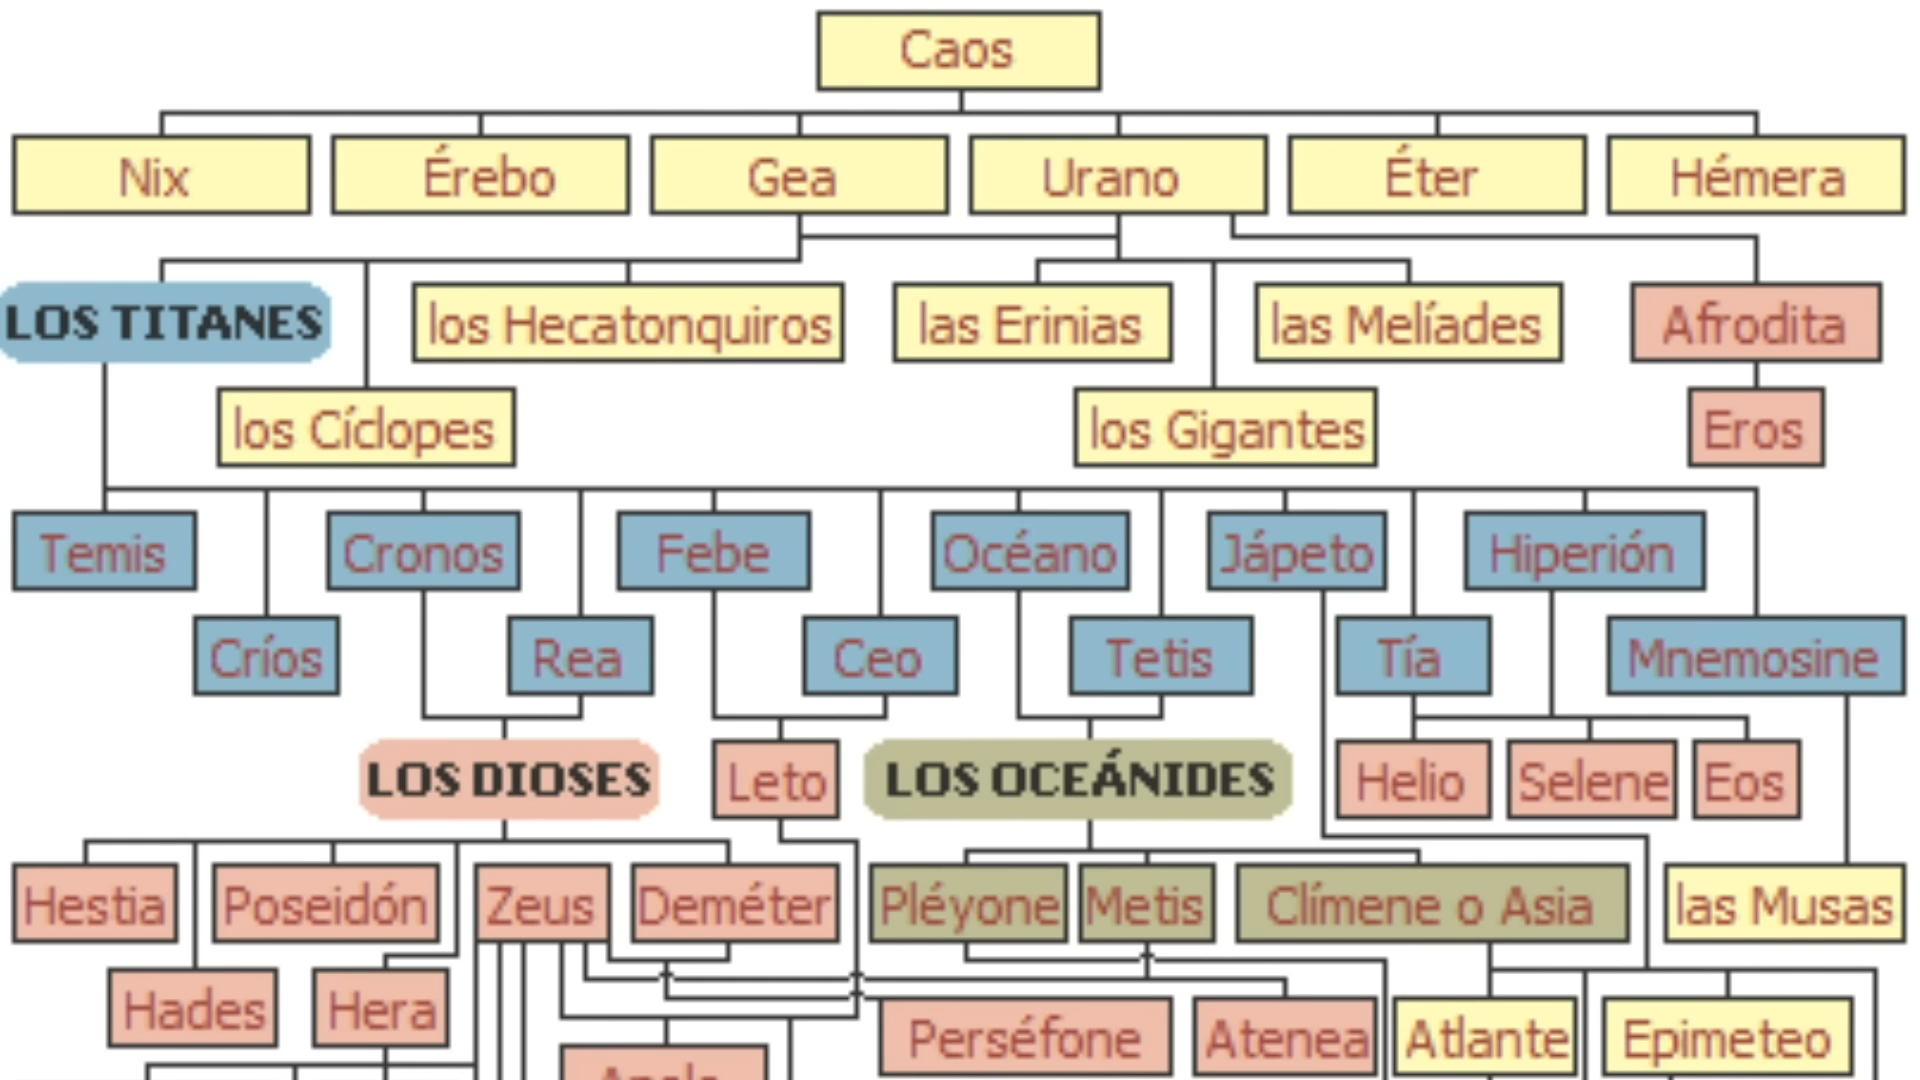 Caos
Nix
Érebo
Gea
Urano
Éter
Hémera
LOS TITANES
los Hecatonquiros
las Erinias
las Melíades
Afrodita
los Cíclopes
los Gigantes
Eros
Temis
Cronos
Febe
Océano
Jápeto
Hiperión
Críos
Rea
Ceo
Tetis
Tía
Mnemosine
LOS DIOSES
Leto
LOS OCEÁNIDES
Helio
Selene
Eos
Hestia
Poseidón
Zeus
Deméter
Pléyone
Metis
Clímene o Asia
las Musas
Hades
Hera
Perséfone
Atenea
Atlante
Epimeteo